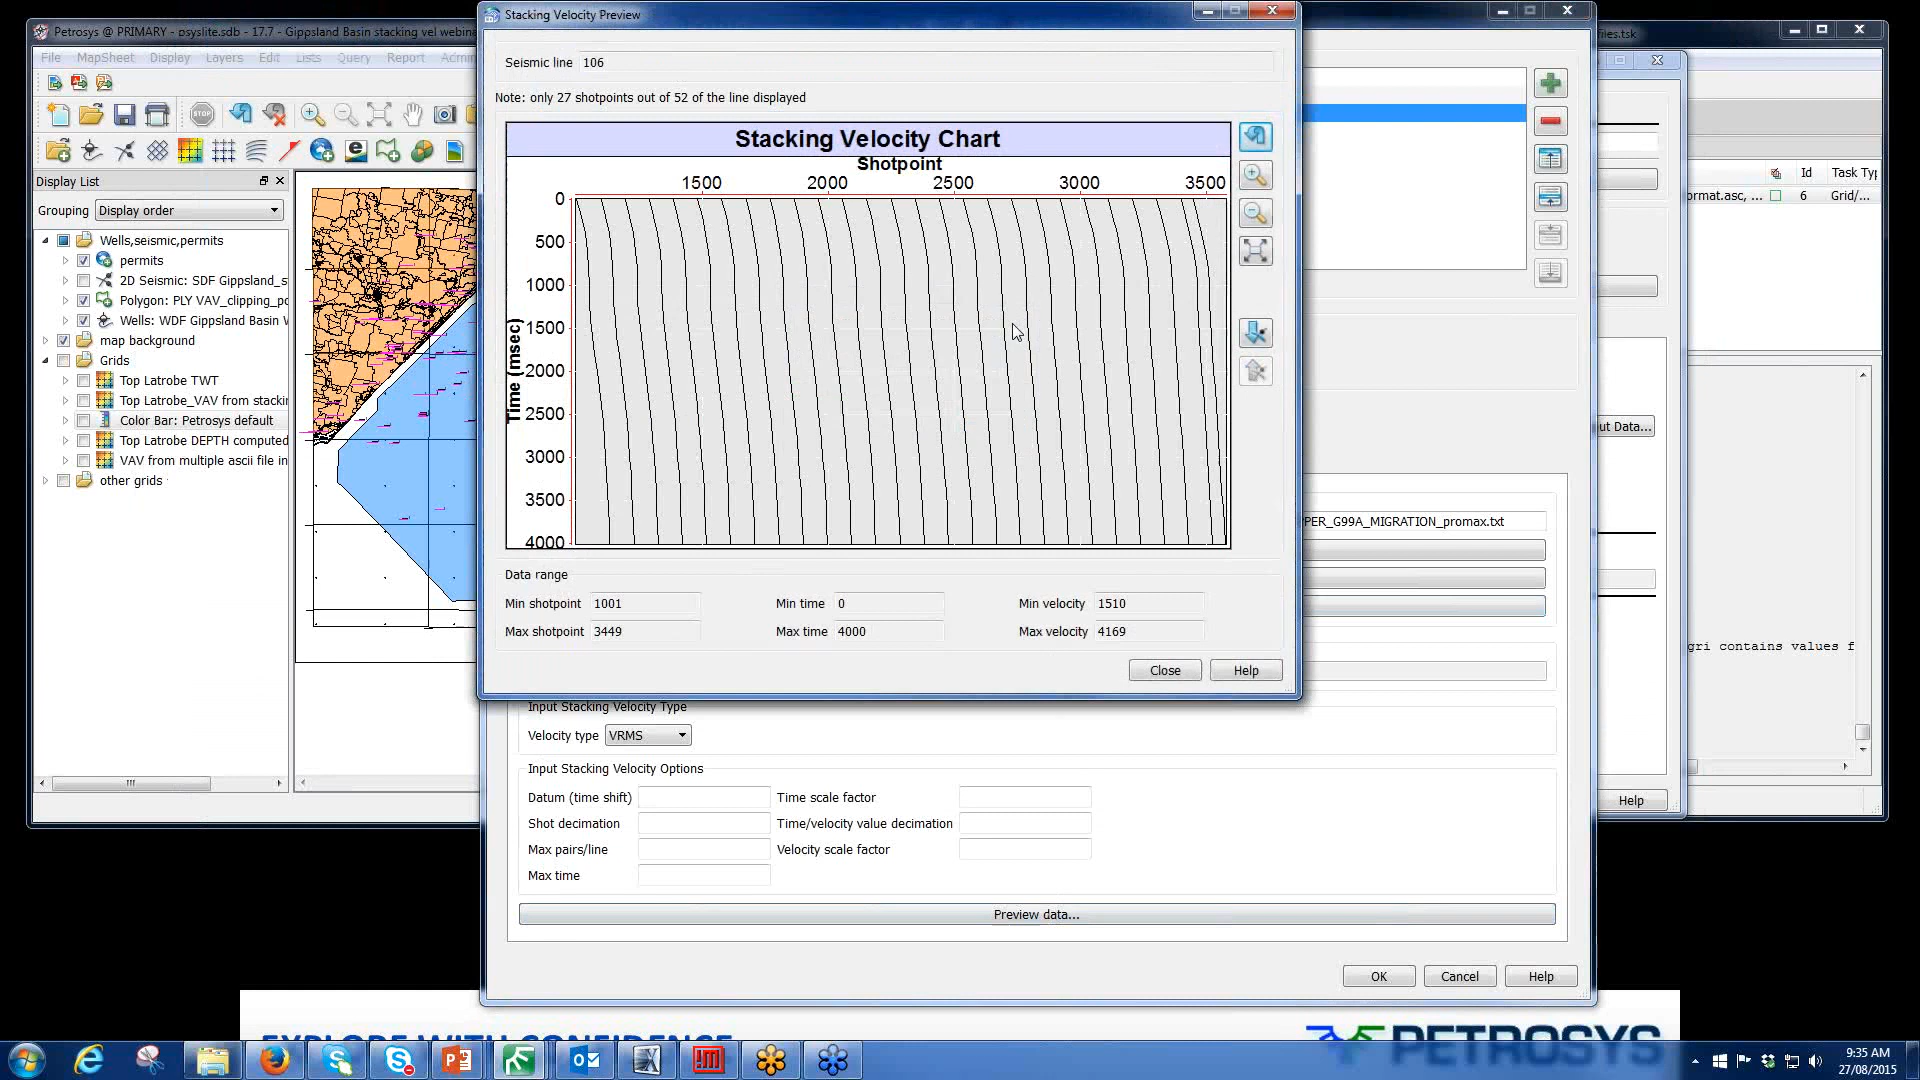 Petrosys @ PRIMARY - psyslite.sdb - 17.7 - Gippsland Basin stacking vel webina
File MapSheet Display Layers Edit Lists Query Report Admin
Display List
Grouping Display order
Wells,seismic,permits
permits
2D Seismic: SDF Gippsland_s
Polygon: PLY VAV_clipping_po
Wells: WDF Gippsland Basin W
map background
Grids
Top Latrobe TWT
Top Latrobe_VAV from stackin
Color Bar: Petrosys default
Top Latrobe DEPTH computed
VAV from multiple ascii file in
other grids
Stacking Velocity Preview
Seismic line 106
Note: only 27 shotpoints out of 52 of the line displayed
Stacking Velocity Chart
Shotpoint
1500 2000 2500 3000 3500
0
500
1000
1500
2000
2500
3000
3500
4000
Time (msec)
Data range
Min shotpoint 1001 Min time 0 Min velocity 1510
Max shotpoint 3449 Max time 4000 Max velocity 4169
Close Help
PER_G99A_MIGRATION_promax.txt
Input Stacking Velocity Type
Velocity type VRMS
Input Stacking Velocity Options
Datum (time shift) Time scale factor
Shot decimation Time/velocity value decimation
Max pairs/line Velocity scale factor
Max time
Preview data...
OK Cancel Help
files.tsk
Id Task Typ
ormat.asc, ... 6 Grid/...
ut Data...
gri contains values f
Help
STOP
EXPLORE WITH CONFIDENCE
PETROSYS
9:35 AM
27/08/2015